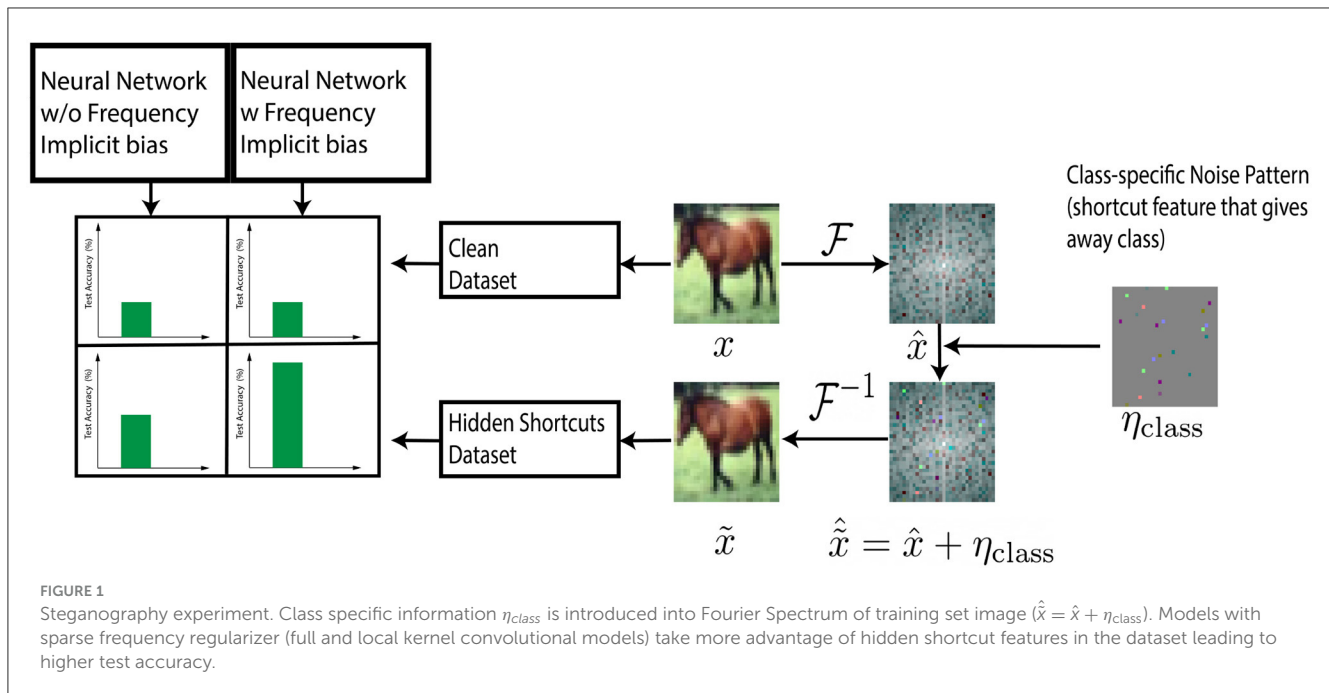 Neural Network
w/o Frequency
Implicit bias
Neural Network
w Frequency
Implicit bias
Test Accuracy (%)
Test Accuracy (%)
Test Accuracy (%)
Test Accuracy (%)
Clean
Dataset
Hidden Shortcuts
Dataset
x
ℱ
x̂
ℱ⁻¹
x̃
x̃̂ = x̂ + η_class
Class-specific Noise Pattern
(shortcut feature that gives
away class)
η_class
FIGURE 1
Steganography experiment. Class specific information η_class is introduced into Fourier Spectrum of training set image (x̃̂ = x̂ + η_class). Models with
sparse frequency regularizer (full and local kernel convolutional models) take more advantage of hidden shortcut features in the dataset leading to
higher test accuracy.